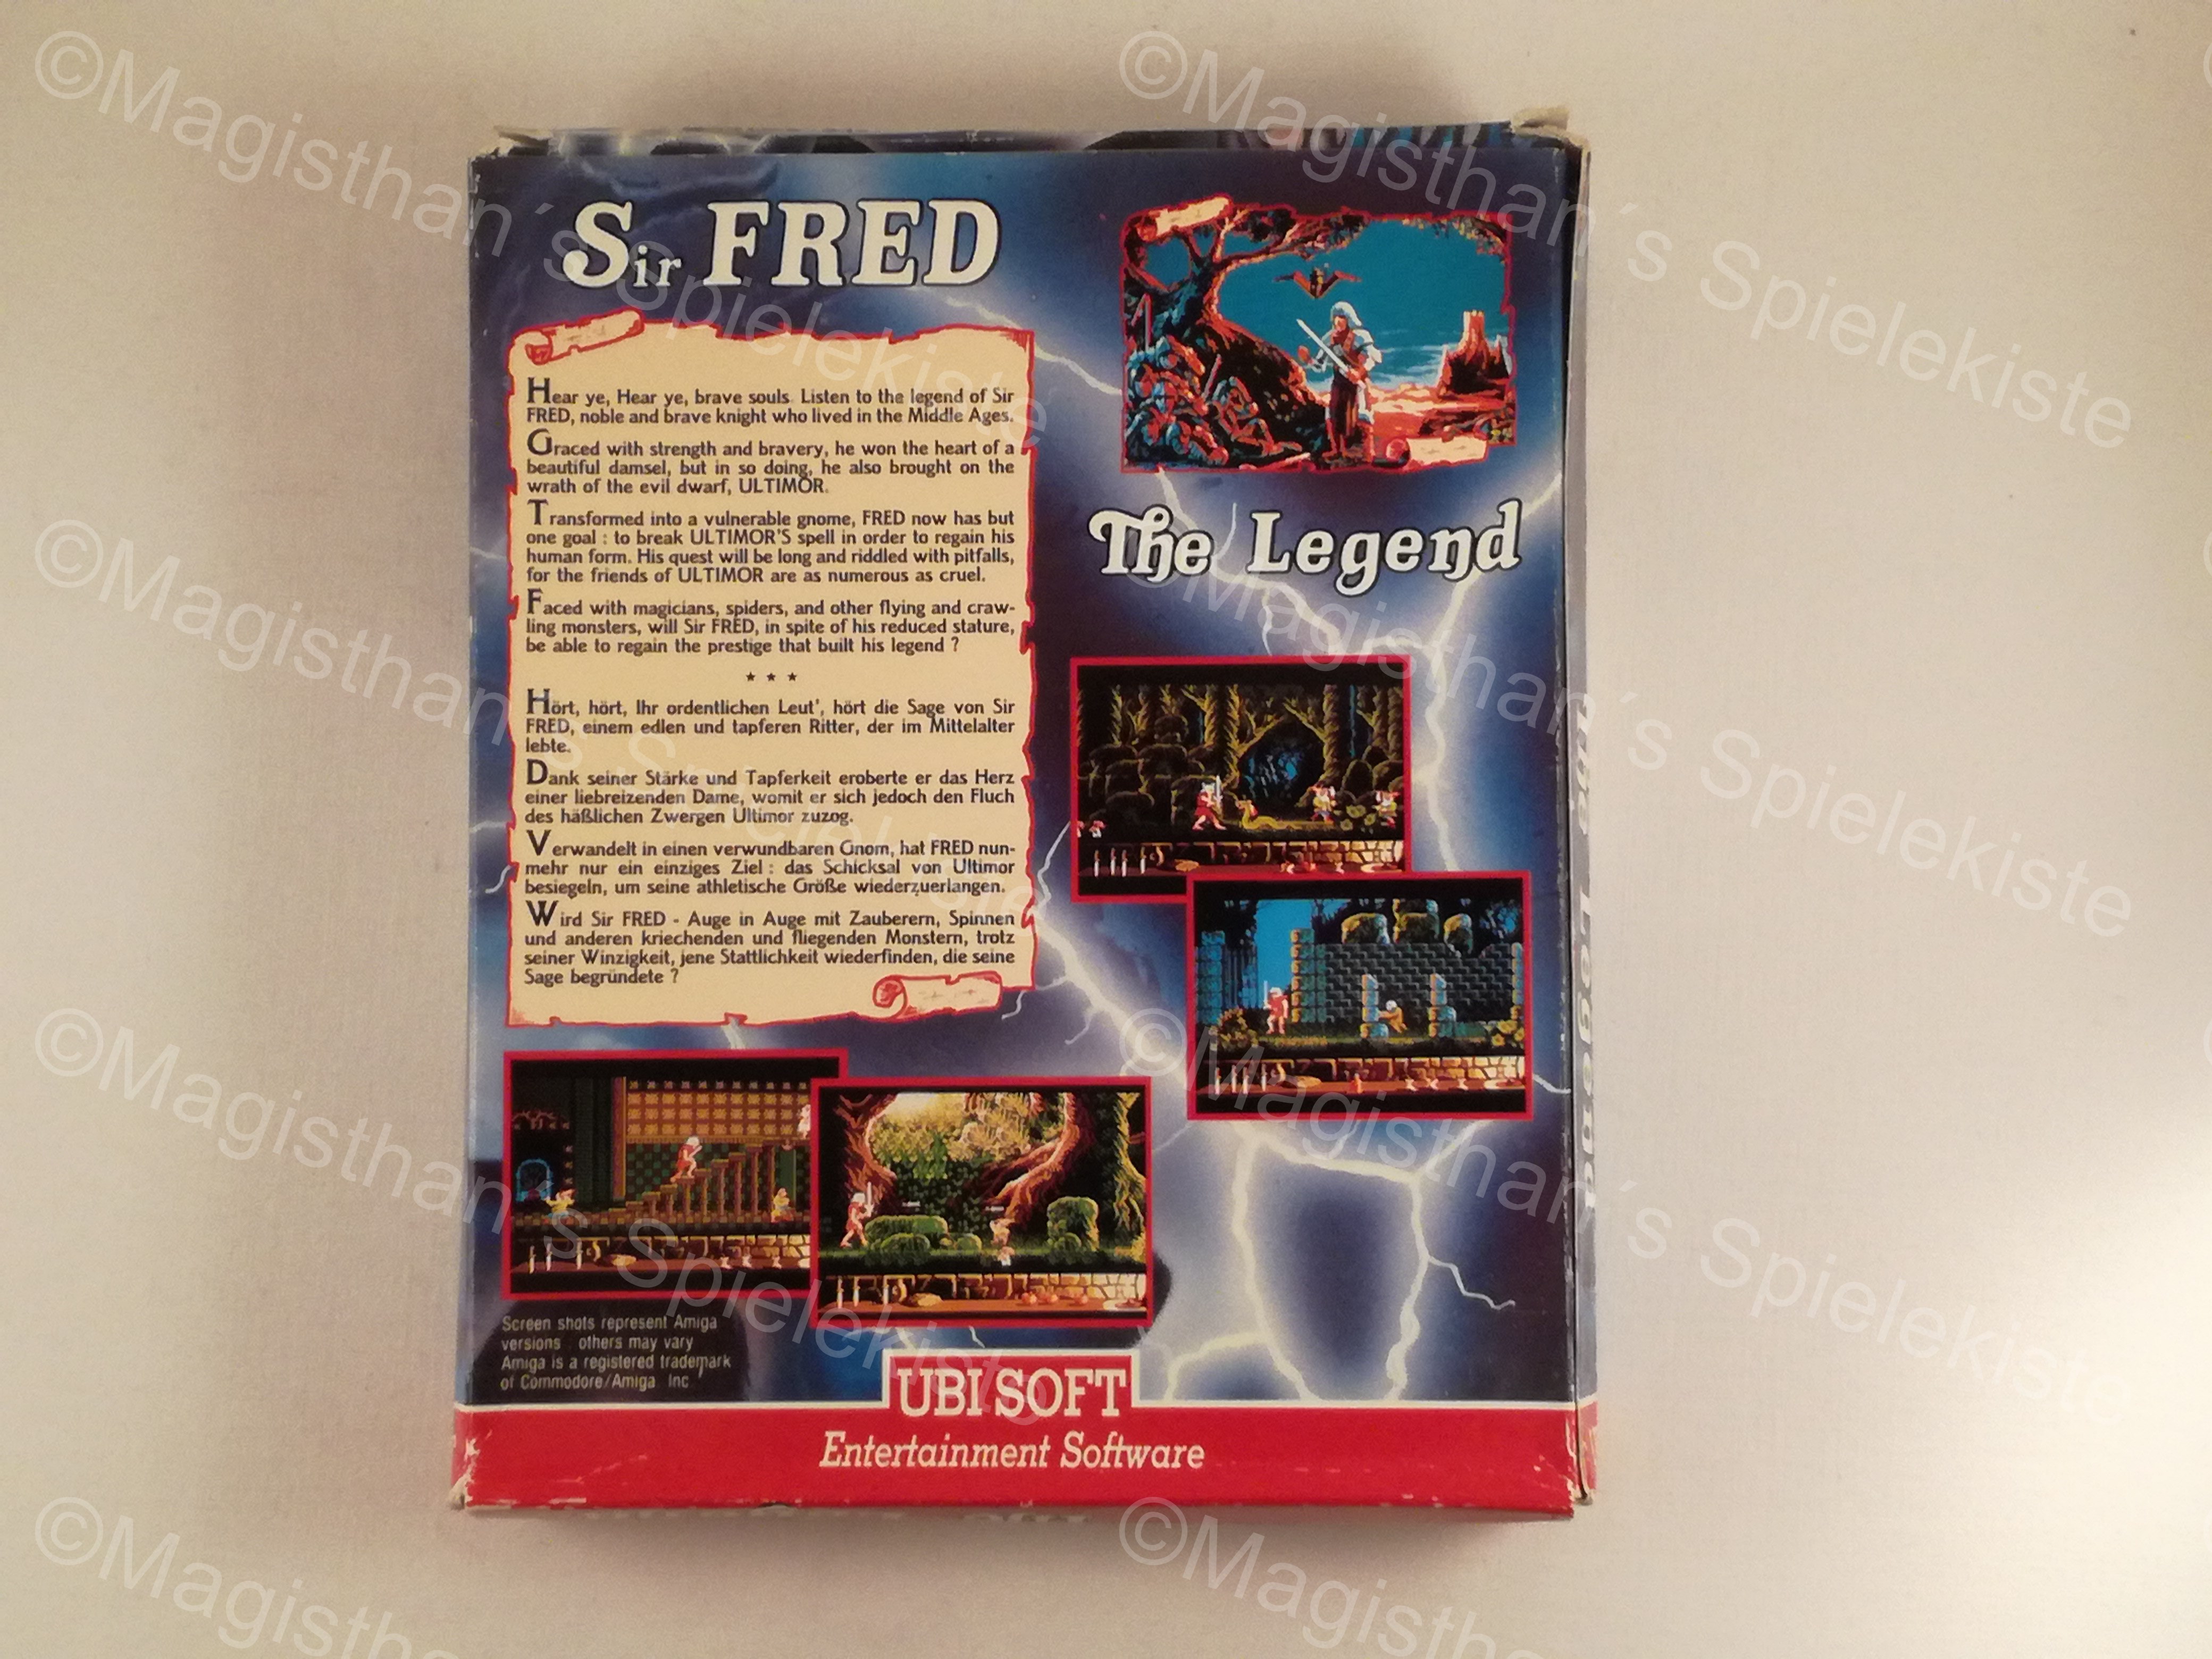 Sir FRED
Hear ye, Hear ye, brave souls. Listen to the legend of Sir
FRED, noble and brave knight who lived in the Middle Ages.
Graced with strength and bravery, he won the heart of a
beautiful damsel, but in so doing, he also brought on the
wrath of the evil dwarf, ULTIMOR.
Transformed into a vulnerable gnome, FRED now has but
one goal : to break ULTIMOR'S spell in order to regain his
human form. His quest will be long and riddled with pitfalls,
for the friends of ULTIMOR are as numerous as cruel.
Faced with magicians, spiders, and other flying and craw-
ling monsters, will Sir FRED, in spite of his reduced stature,
be able to regain the prestige that built his legend ?
★ ★ ★
Hört, hört, Ihr ordentlichen Leut', hört die Sage von Sir
FRED, einem edlen und tapferen Ritter, der im Mittelalter
lebte.
Dank seiner Stärke und Tapferkeit eroberte er das Herz
einer liebreizenden Dame, womit er sich jedoch den Fluch
des häßlichen Zwergen Ultimor zuzog.
Verwandelt in einen verwundbaren Gnom, hat FRED nun-
mehr nur ein einziges Ziel : das Schicksal von Ultimor
besiegeln, um seine athletische Größe wiederzuerlangen.
Wird Sir FRED - Auge in Auge mit Zauberern, Spinnen
und anderen kriechenden und fliegenden Monstern, trotz
seiner Winzigkeit, jene Stattlichkeit wiederfinden, die seine
Sage begründete ?
The Legend
Screen shots represent Amiga
versions others may vary
Amiga is a registered trademark
of Commodore/Amiga Inc
UBI SOFT
Entertainment Software
©Magisthan´s Spielekiste
©Magisthan´s Spielekiste
©Magisthan´s Spielekiste
©Magisthan´s Spielekiste
©Magisthan´s Spielekiste
©Magisthan´s Spielekiste